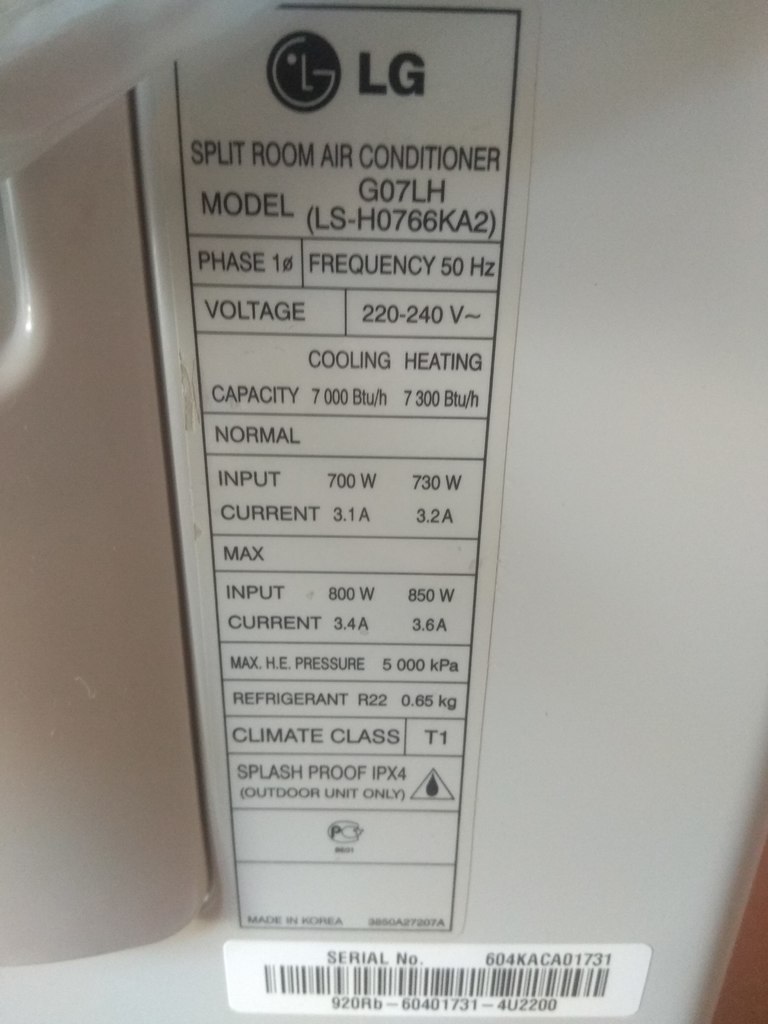 LG
SPLIT ROOM AIR CONDITIONER
MODEL G07LH
(LS-H0766KA2)
PHASE 1ø FREQUENCY 50 Hz
VOLTAGE 220-240 V~
COOLING HEATING
CAPACITY 7 000 Btu/h 7 300 Btu/h
NORMAL
INPUT 700 W 730 W
CURRENT 3.1A 3.2A
MAX
INPUT 800 W 850 W
CURRENT 3.4A 3.6A
MAX. H.E. PRESSURE 5 000 kPa
REFRIGERANT R22 0.65 kg
CLIMATE CLASS T1
SPLASH PROOF IPX4
(OUTDOOR UNIT ONLY)
MADE IN KOREA 3850A27207A
SERIAL No. 604KACA01731
920Rb-60401731-4U2200